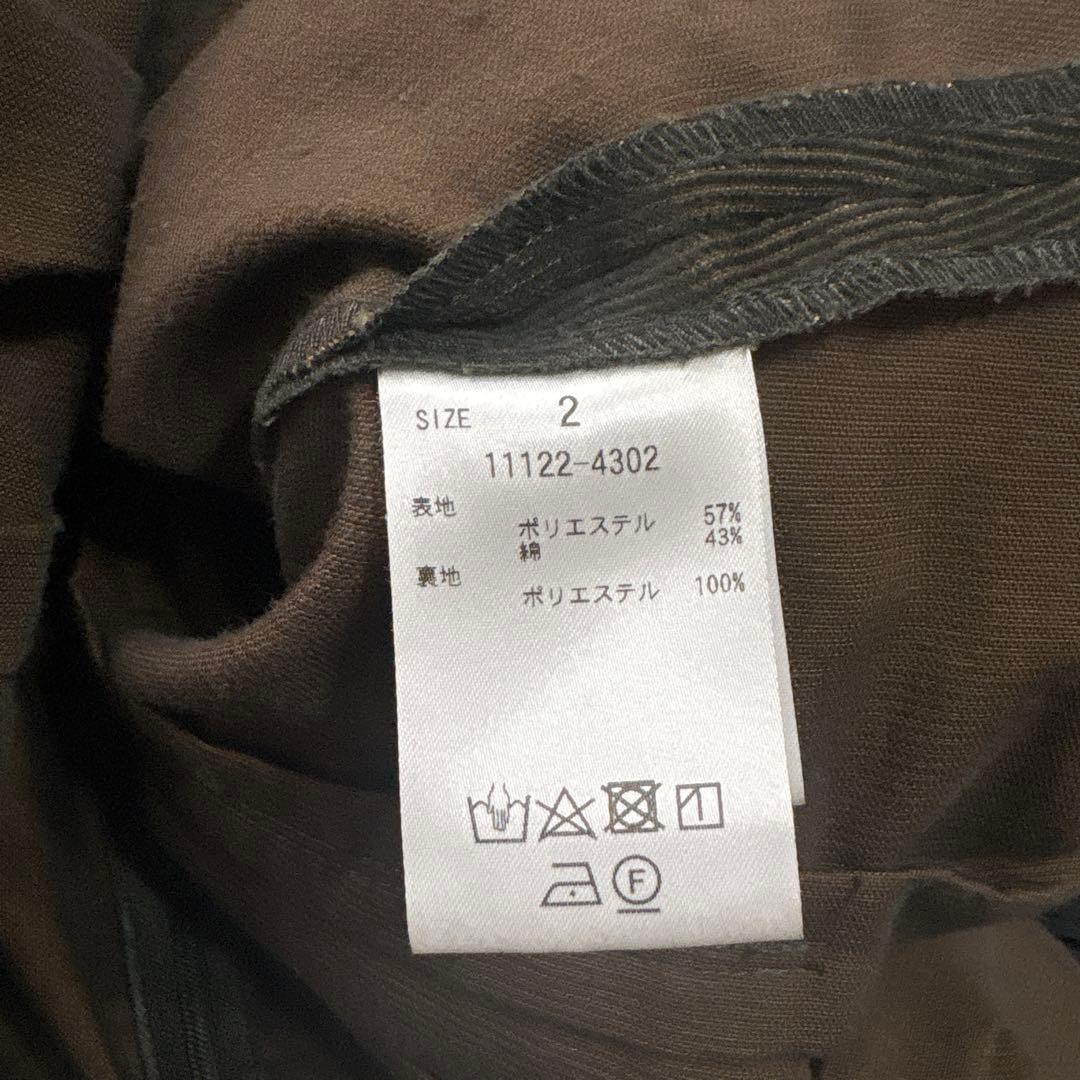 SIZE 2
11122-4302
表地
ポリエステル 57%
綿 43%
裏地
ポリエステル 100%
F